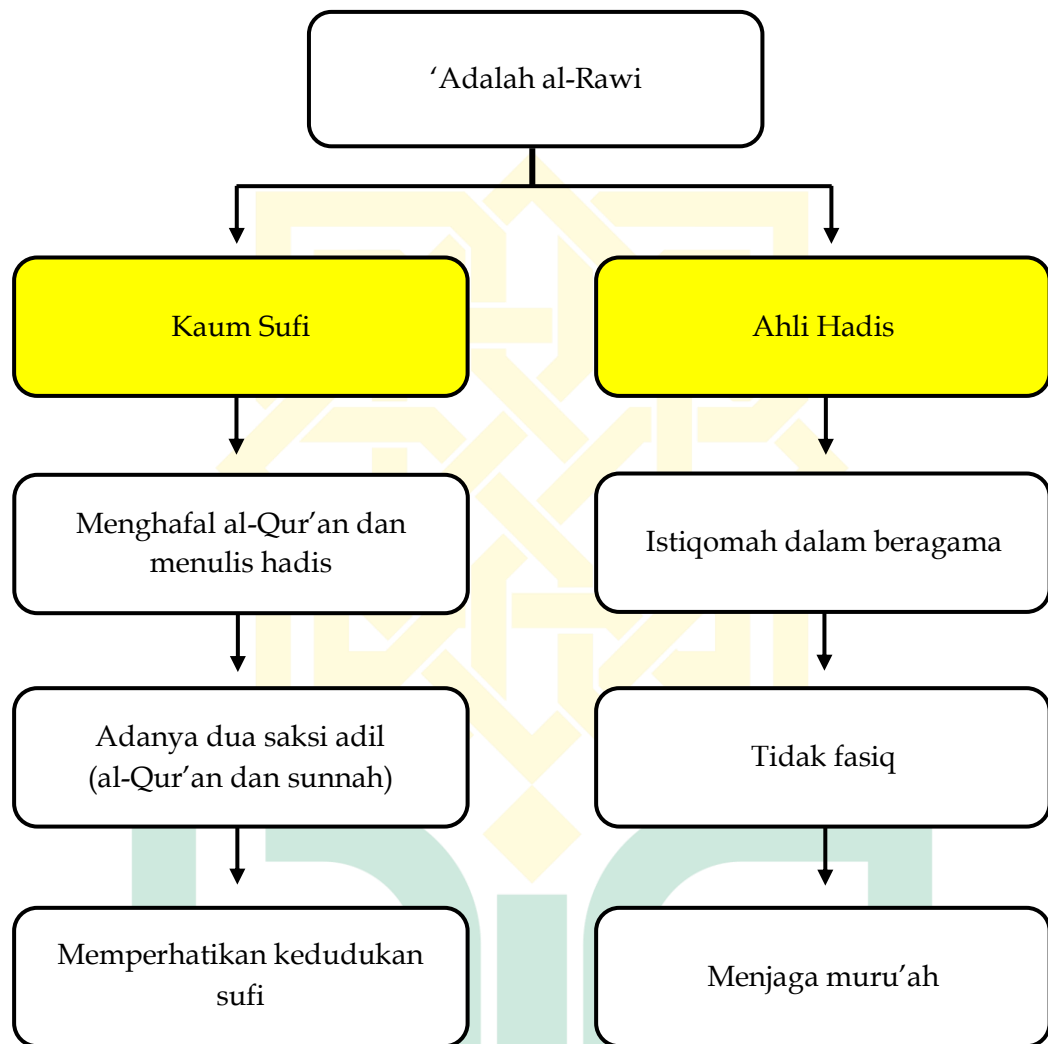 ‘Adalah al-Rawi
Kaum Sufi
Ahli Hadis
Menghafal al-Qur’an dan
menulis hadis
Istiqomah dalam beragama
Adanya dua saksi adil
(al-Qur’an dan sunnah)
Tidak fasiq
Memperhatikan kedudukan
sufi
Menjaga muru’ah